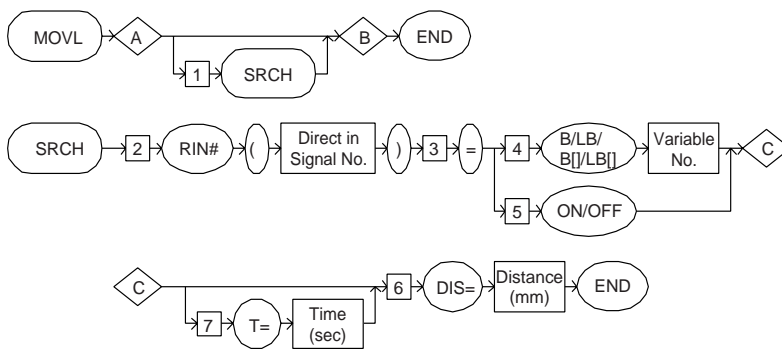 MOVL A B END
1 SRCH
SRCH 2 RIN# ( Direct in Signal No. ) 3 = 4 B/LB/ B[]/LB[] Variable No. C
5 ON/OFF
C 6 DIS= Distance (mm) END
7 T= Time (sec)